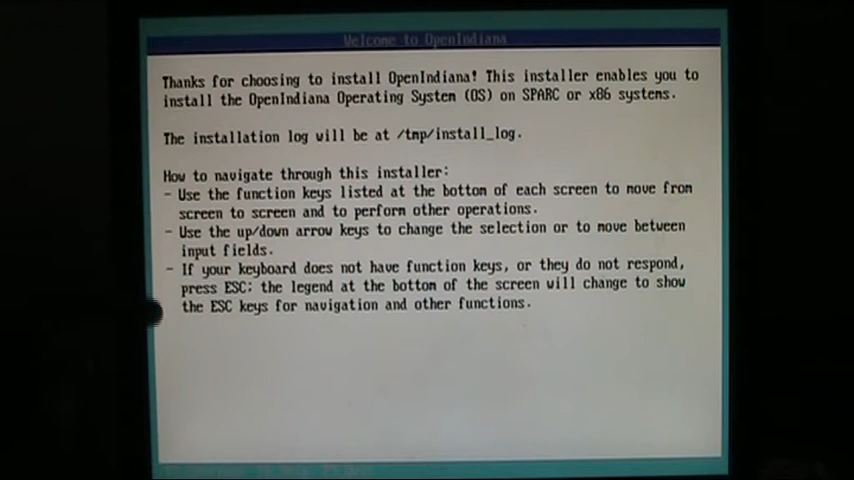 Welcome to OpenIndiana
Thanks for choosing to install OpenIndiana! This installer enables you to
install the OpenIndiana Operating System (OS) on SPARC or x86 systems.
The installation log will be at /tmp/install_log.
How to navigate through this installer:
- Use the function keys listed at the bottom of each screen to move from
screen to screen and to perform other operations.
- Use the up/down arrow keys to change the selection or to move between
input fields.
- If your keyboard does not have function keys, or they do not respond,
press ESC; the legend at the bottom of the screen will change to show
the ESC keys for navigation and other functions.